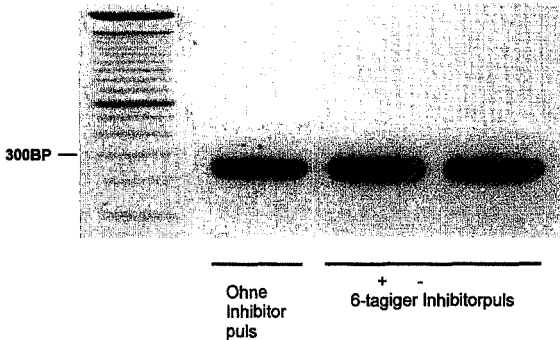 300BP
Ohne
Inhibitor
puls
+ -
6-tagiger Inhibitorpuls